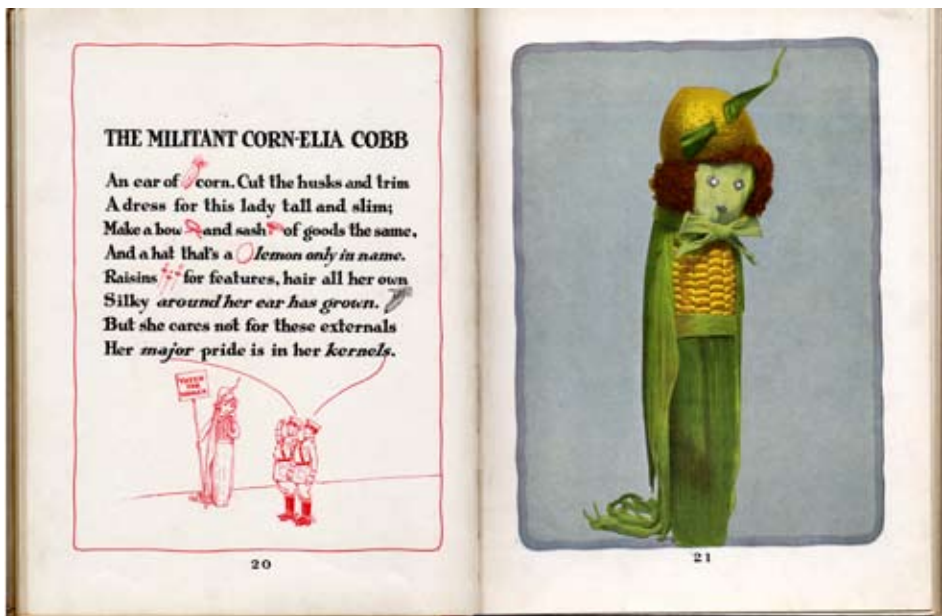 THE MILITANT CORN-ELIA COBB
An ear of corn. Cut the husks and trim
A dress for this lady tall and slim;
Make a bow and sash of goods the same,
And a hat that's a lemon only in name.
Raisins for features, hair all her own
Silky around her ear has grown.
But she cares not for these externals
Her major pride is in her kernels.
VOTES
FOR
20
21